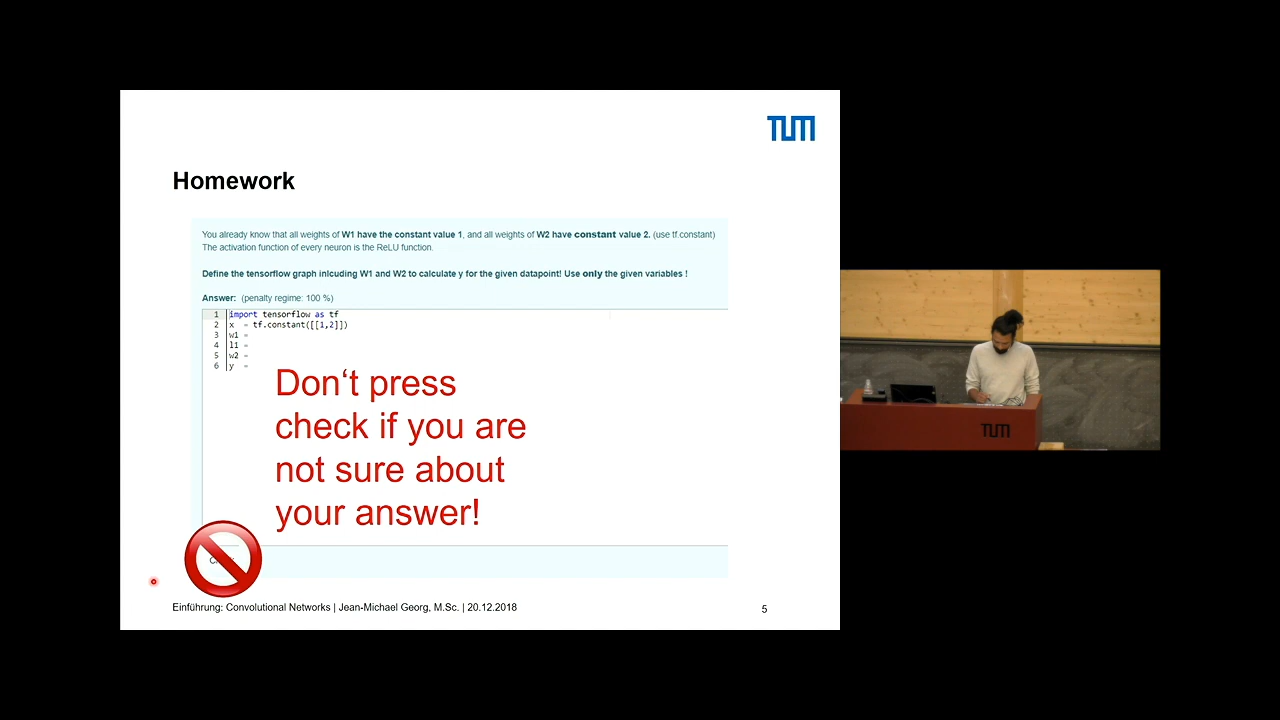 TUM
Homework
You already know that all weights of W1 have the constant value 1, and all weights of W2 have constant value 2. (use tf.constant)
The activation function of every neuron is the ReLU function.
Define the tensorflow graph inlcuding W1 and W2 to calculate y for the given datapoint! Use only the given variables !
Answer: (penalty regime: 100 %)
1 import tensorflow as tf
2 x = tf.constant([[1,2]])
3 w1 =
4 l1 =
5 w2 =
6 y =
Don't press
check if you are
not sure about
your answer!
Einführung: Convolutional Networks | Jean-Michael Georg, M.Sc. | 20.12.2018
5
TUM